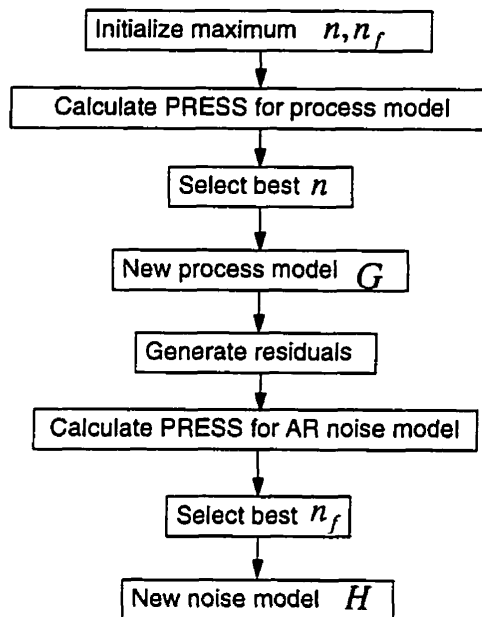 Initialize maximum n, n_f
Calculate PRESS for process model
Select best n
New process model G
Generate residuals
Calculate PRESS for AR noise model
Select best n_f
New noise model H